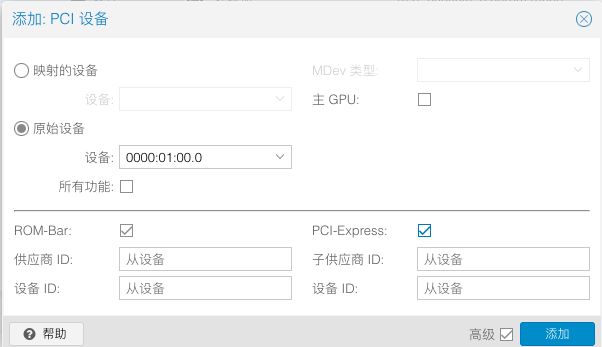 添加: PCI 设备
映射的设备
MDev 类型:
设备:
主 GPU:
原始设备
设备: 0000:01:00.0
所有功能:
ROM-Bar:
PCI-Express:
供应商 ID: 从设备
子供应商 ID: 从设备
设备 ID: 从设备
设备 ID: 从设备
帮助
高级
添加